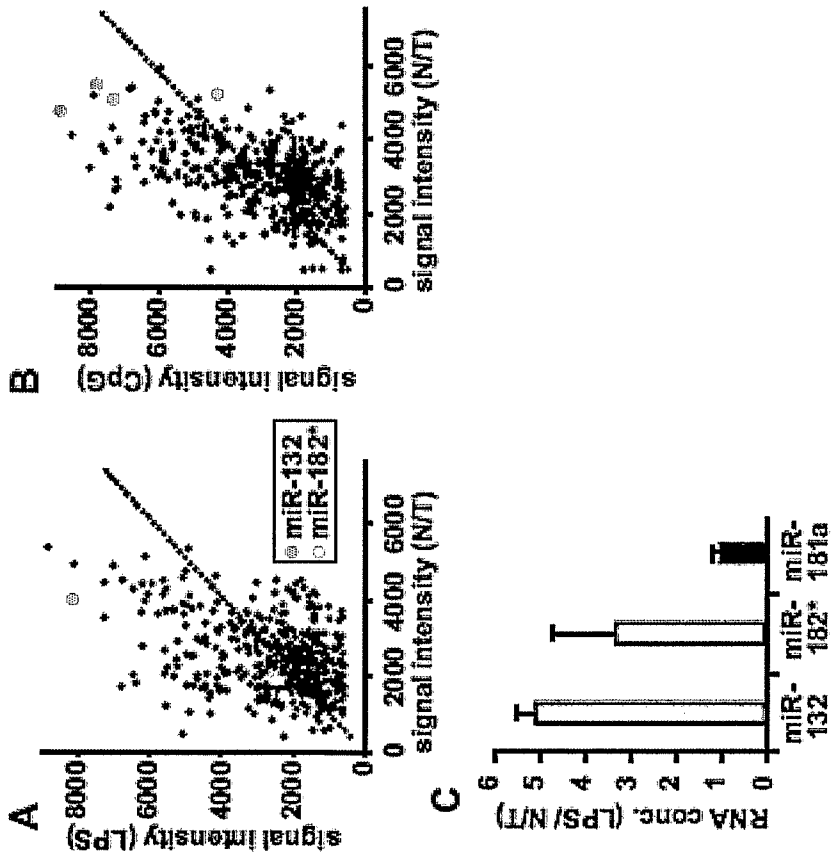 A
signal intensity (LPS)
8000
6000
4000
2000
0
0 2000 4000 6000
signal intensity (N/T)
miR-132
miR-182*
B
signal intensity (CpG)
8000
6000
4000
2000
0
0 2000 4000 6000
signal intensity (N/T)
C
RNA conc. (LPS/ N/T)
6
5
4
3
2
1
0
miR-
132
miR-
182*
miR-
181a